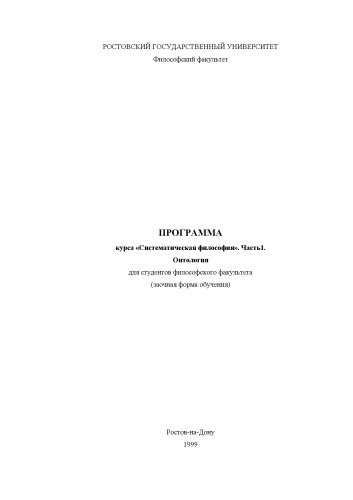 РОСТОВСКИЙ ГОСУДАРСТВЕННЫЙ УНИВЕРСИТЕТ
Философский факультет
ПРОГРАММА
курса «Систематическая философия». Часть1.
Онтология
для студентов философского факультета
(заочная форма обучения)
Ростов-на-Дону
1999